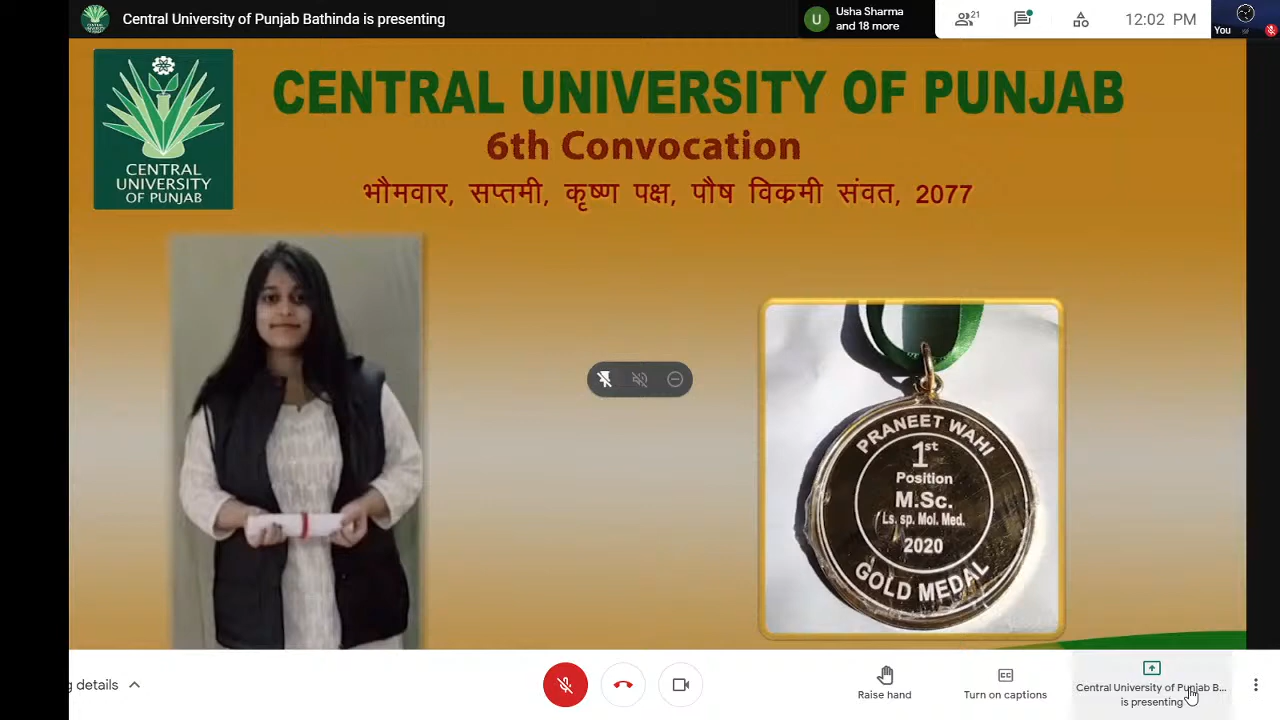 Central University of Punjab Bathinda is presenting
U
Usha Sharma
and 18 more
21
12:02 PM
You
CENTRAL
UNIVERSITY
OF PUNJAB
CENTRAL UNIVERSITY OF PUNJAB
6th Convocation
भौमवार, सप्तमी, कृष्ण पक्ष, पौष विक्रमी संवत, 2077
PRANEET WAHI
1st
Position
M.Sc.
Ls. sp. Mol. Med.
2020
GOLD MEDAL
g details
Raise hand
CC
Turn on captions
Central University of Punjab B...
is presenting